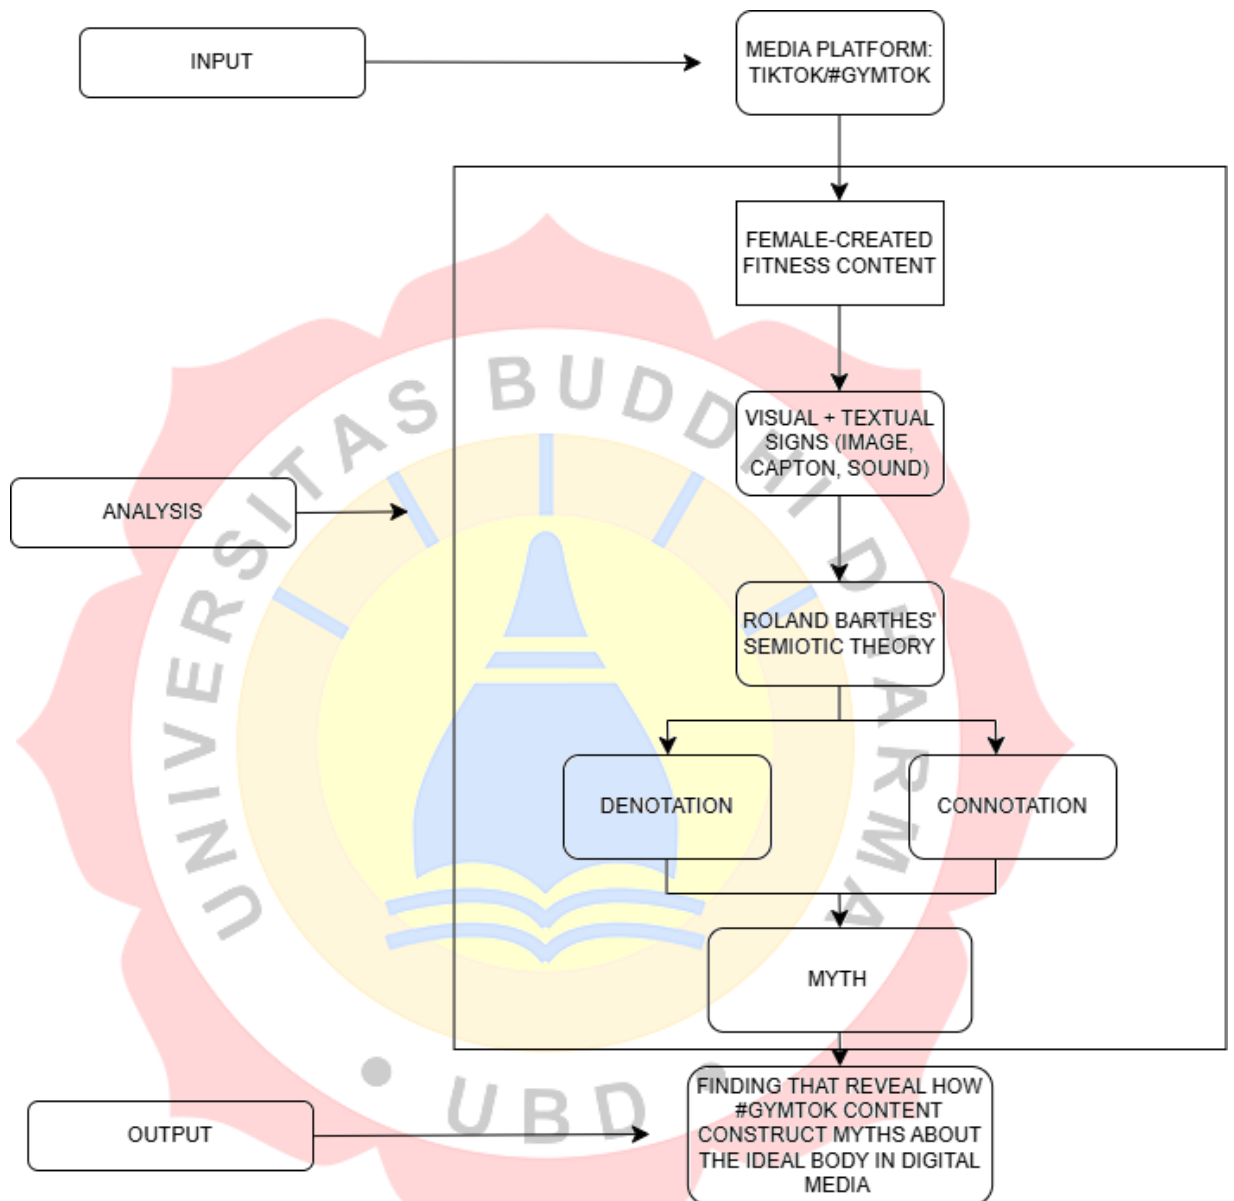 INPUT
MEDIA PLATFORM:
TIKTOK/#GYMTOK
FEMALE-CREATED
FITNESS CONTENT
VISUAL + TEXTUAL
SIGNS (IMAGE,
CAPTON, SOUND)
ANALYSIS
ROLAND BARTHES'
SEMIOTIC THEORY
DENOTATION
CONNOTATION
MYTH
OUTPUT
FINDING THAT REVEAL HOW
#GYMTOK CONTENT
CONSTRUCT MYTHS ABOUT
THE IDEAL BODY IN DIGITAL
MEDIA
UNIVERSITAS BUDDHI DHARMA
• UBD •